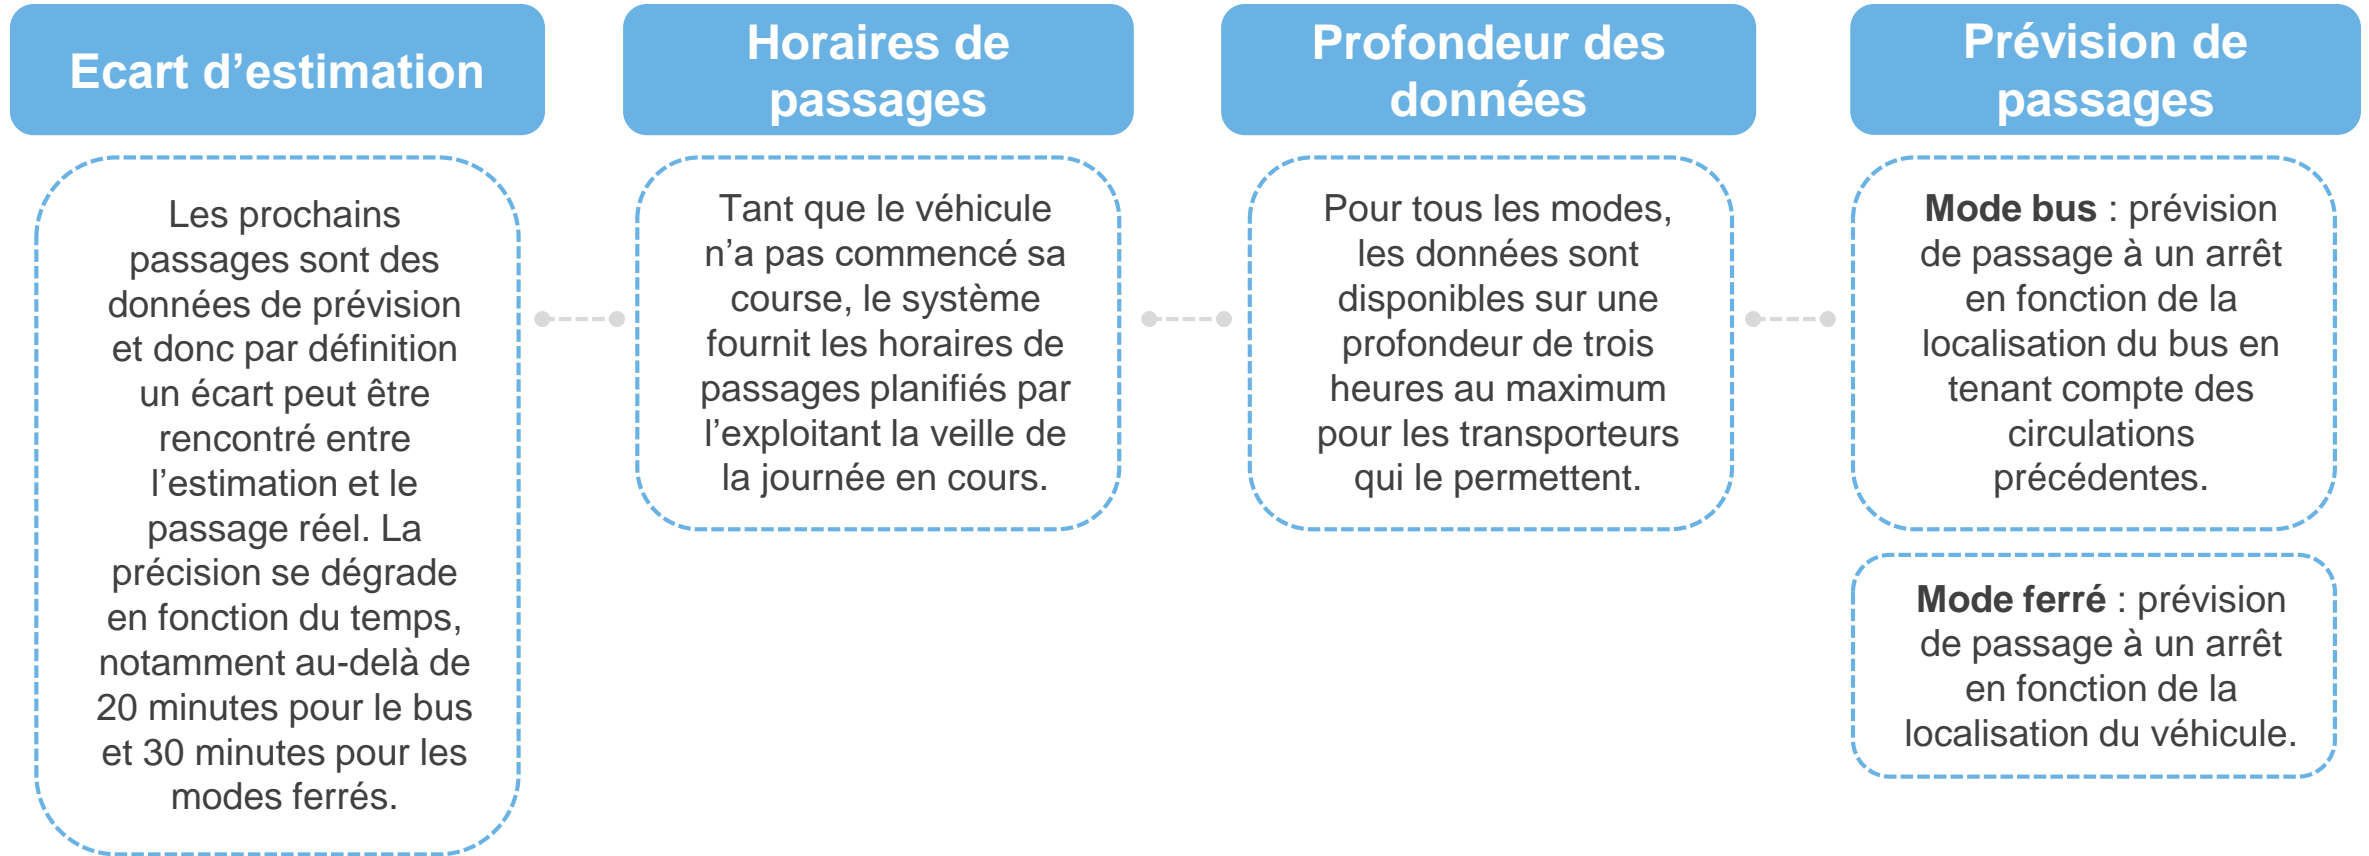 Ecart d’estimation
Les prochains
passages sont des
données de prévision
et donc par définition
un écart peut être
rencontré entre
l’estimation et le
passage réel. La
précision se dégrade
en fonction du temps,
notamment au-delà de
20 minutes pour le bus
et 30 minutes pour les
modes ferrés.
Horaires de
passages
Tant que le véhicule
n’a pas commencé sa
course, le système
fournit les horaires de
passages planifiés par
l’exploitant la veille de
la journée en cours.
Profondeur des
données
Pour tous les modes,
les données sont
disponibles sur une
profondeur de trois
heures au maximum
pour les transporteurs
qui le permettent.
Prévision de
passages
Mode bus : prévision
de passage à un arrêt
en fonction de la
localisation du bus en
tenant compte des
circulations
précédentes.
Mode ferré : prévision
de passage à un arrêt
en fonction de la
localisation du véhicule.